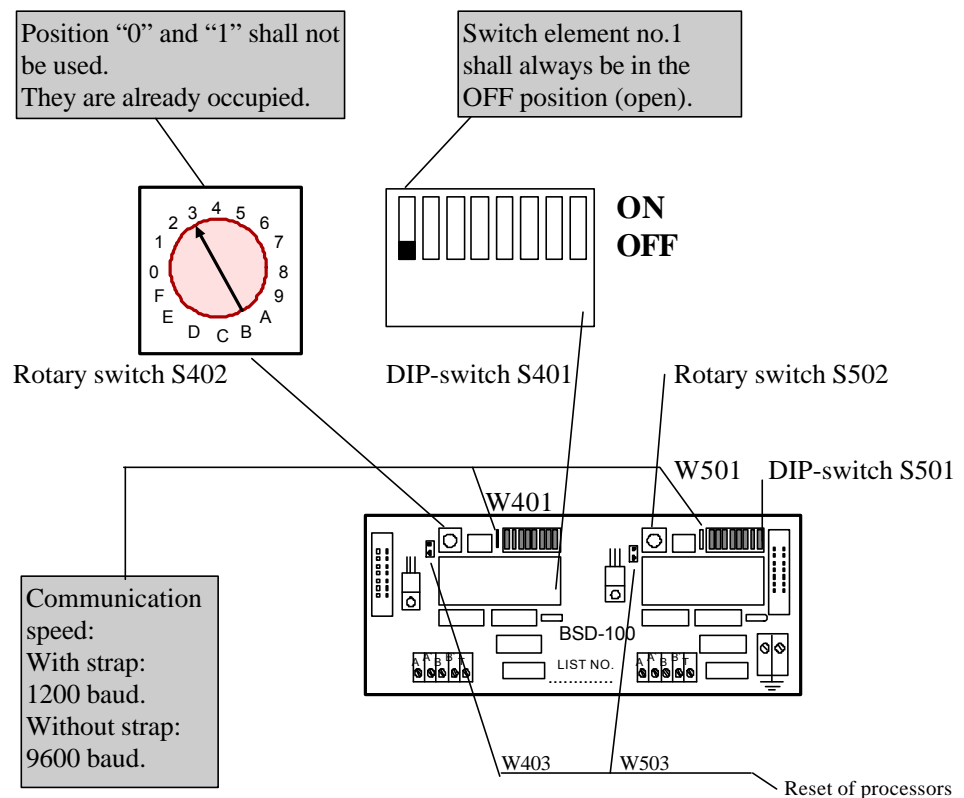 Position “0” and “1” shall not
be used.
They are already occupied.
Switch element no.1
shall always be in the
OFF position (open).
0
1
2
3
4
5
6
7
8
9
A
B
C
D
E
F
ON
OFF
Rotary switch S402
DIP-switch S401
Rotary switch S502
W501
DIP-switch S501
W401
Communication
speed:
With strap:
1200 baud.
Without strap:
9600 baud.
BSD-100
LIST NO.
A A B B T
A A B B T
W403
W503
Reset of processors